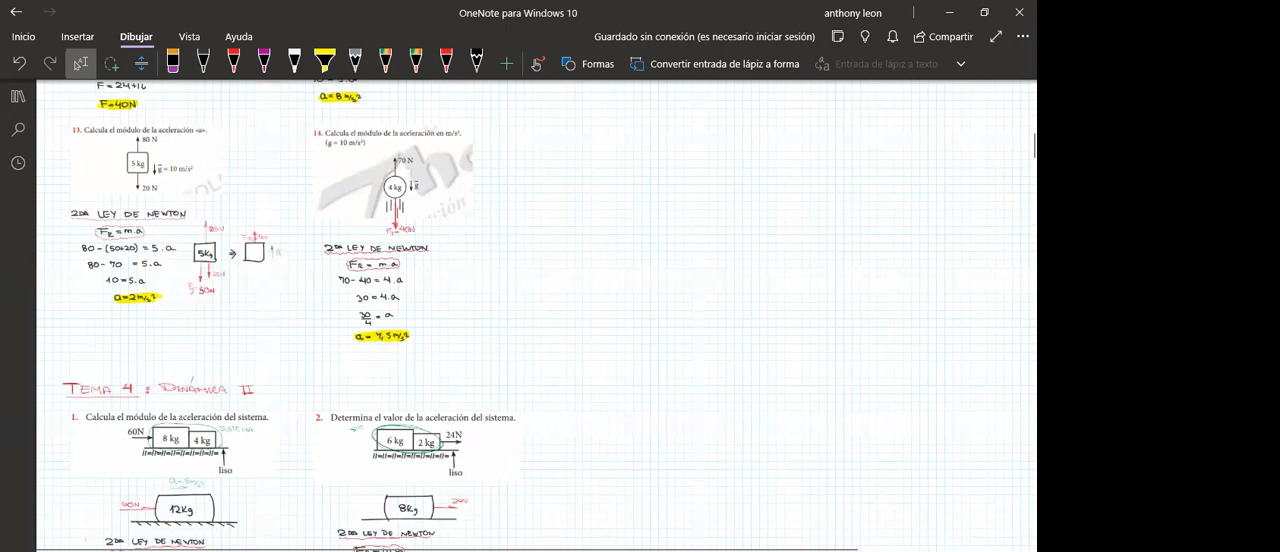 OneNote para Windows 10
anthony leon
Inicio
Insertar
Dibujar
Vista
Ayuda
Guardado sin conexión (es necesario iniciar sesión)
Compartir
Formas
Convertir entrada de lápiz a forma
Entrada de lápiz a texto
F = 24+16
F = 40N
a = 8 m/s²
13. Calcula el módulo de la aceleración «a».
80 N
5 kg
g = 10 m/s²
20 N
2DA LEY DE NEWTON
FR = m.a
80 - (50+20) = 5.a
80 - 70 = 5.a
10 = 5.a
a = 2 m/s²
80N
5Kg
20N
50N
a
14. Calcula el módulo de la aceleración en m/s².
(g = 10 m/s²)
70 N
4 kg
g
40N
2DA LEY DE NEWTON
FR = m.a
70 - 40 = 4.a
30 = 4.a
30/4 = a
a = 7,5 m/s²
TEMA 4 : DINÁMICA II
1. Calcula el módulo de la aceleración del sistema.
60N
8 kg
4 kg
SISTEMA
liso
a = 5 m/s²
60N
12Kg
2DA LEY DE NEWTON
2. Determina el valor de la aceleración del sistema.
6 kg
2 kg
24N
liso
8Kg
24N
2DA LEY DE NEWTON